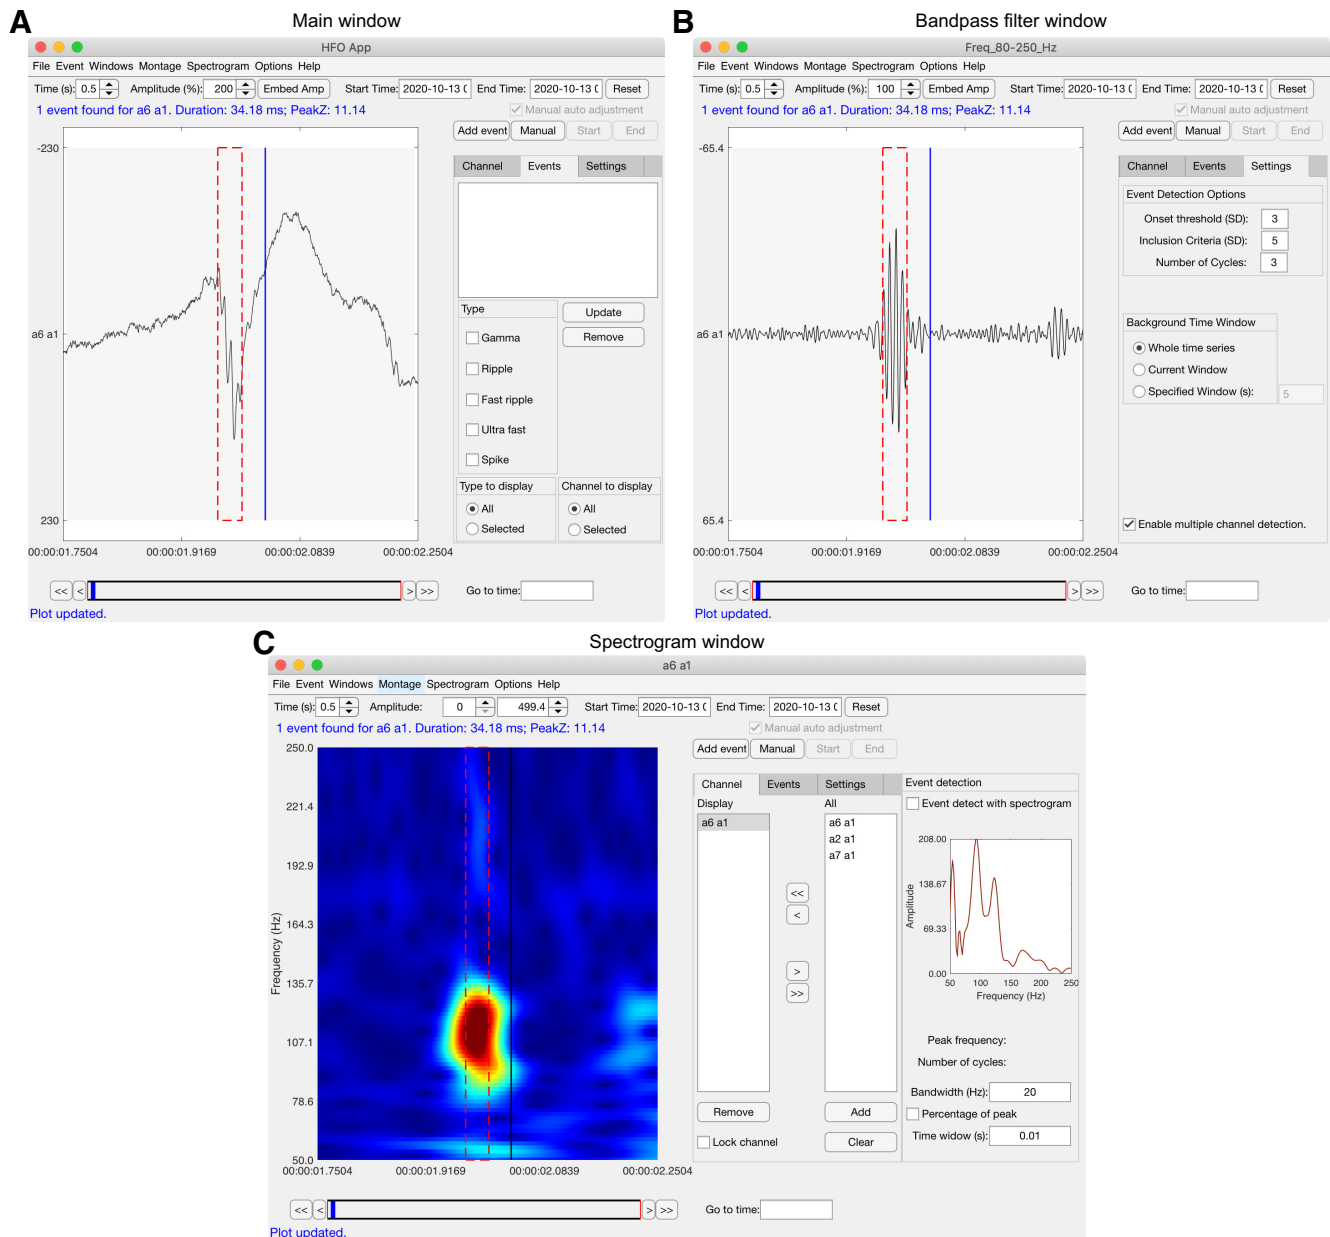 A Main window
HFO App
File Event Windows Montage Spectrogram Options Help
Time (s): 0.5 Amplitude (%): 200 Embed Amp Start Time: 2020-10-13 ( End Time: 2020-10-13 ( Reset
1 event found for a6 a1. Duration: 34.18 ms; PeakZ: 11.14
Manual auto adjustment
Add event Manual Start End
Channel Events Settings
-230
a6 a1
230
Type
Gamma
Ripple
Fast ripple
Ultra fast
Spike
Update
Remove
Type to display
All
Selected
Channel to display
All
Selected
00:00:01.7504 00:00:01.9169 00:00:02.0839 00:00:02.2504
<< < > >> Go to time:
Plot updated.
B Bandpass filter window
Freq_80-250_Hz
File Event Windows Montage Spectrogram Options Help
Time (s): 0.5 Amplitude (%): 100 Embed Amp Start Time: 2020-10-13 ( End Time: 2020-10-13 ( Reset
1 event found for a6 a1. Duration: 34.18 ms; PeakZ: 11.14
Manual auto adjustment
Add event Manual Start End
Channel Events Settings
-65.4
a6 a1
65.4
Event Detection Options
Onset threshold (SD): 3
Inclusion Criteria (SD): 5
Number of Cycles: 3
Background Time Window
Whole time series
Current Window
Specified Window (s): 5
Enable multiple channel detection.
00:00:01.7504 00:00:01.9169 00:00:02.0839 00:00:02.2504
<< < > >> Go to time:
Plot updated.
C Spectrogram window
a6 a1
File Event Windows Montage Spectrogram Options Help
Time (s): 0.5 Amplitude: 0 499.4 Start Time: 2020-10-13 ( End Time: 2020-10-13 ( Reset
1 event found for a6 a1. Duration: 34.18 ms; PeakZ: 11.14
Manual auto adjustment
Add event Manual Start End
250.0
221.4
192.9
164.3
135.7
107.1
78.6
50.0
Frequency (Hz)
00:00:01.7504 00:00:01.9169 00:00:02.0839 00:00:02.2504
Channel Events Settings
Display All
a6 a1
a6 a1
a2 a1
a7 a1
<<
<
>
>>
Remove Add
Lock channel Clear
Event detection
Event detect with spectrogram
208.00
138.67
69.33
0.00
Amplitude
50 100 150 200 250
Frequency (Hz)
Peak frequency:
Number of cycles:
Bandwidth (Hz): 20
Percentage of peak
Time widow (s): 0.01
<< < > >> Go to time:
Plot updated.